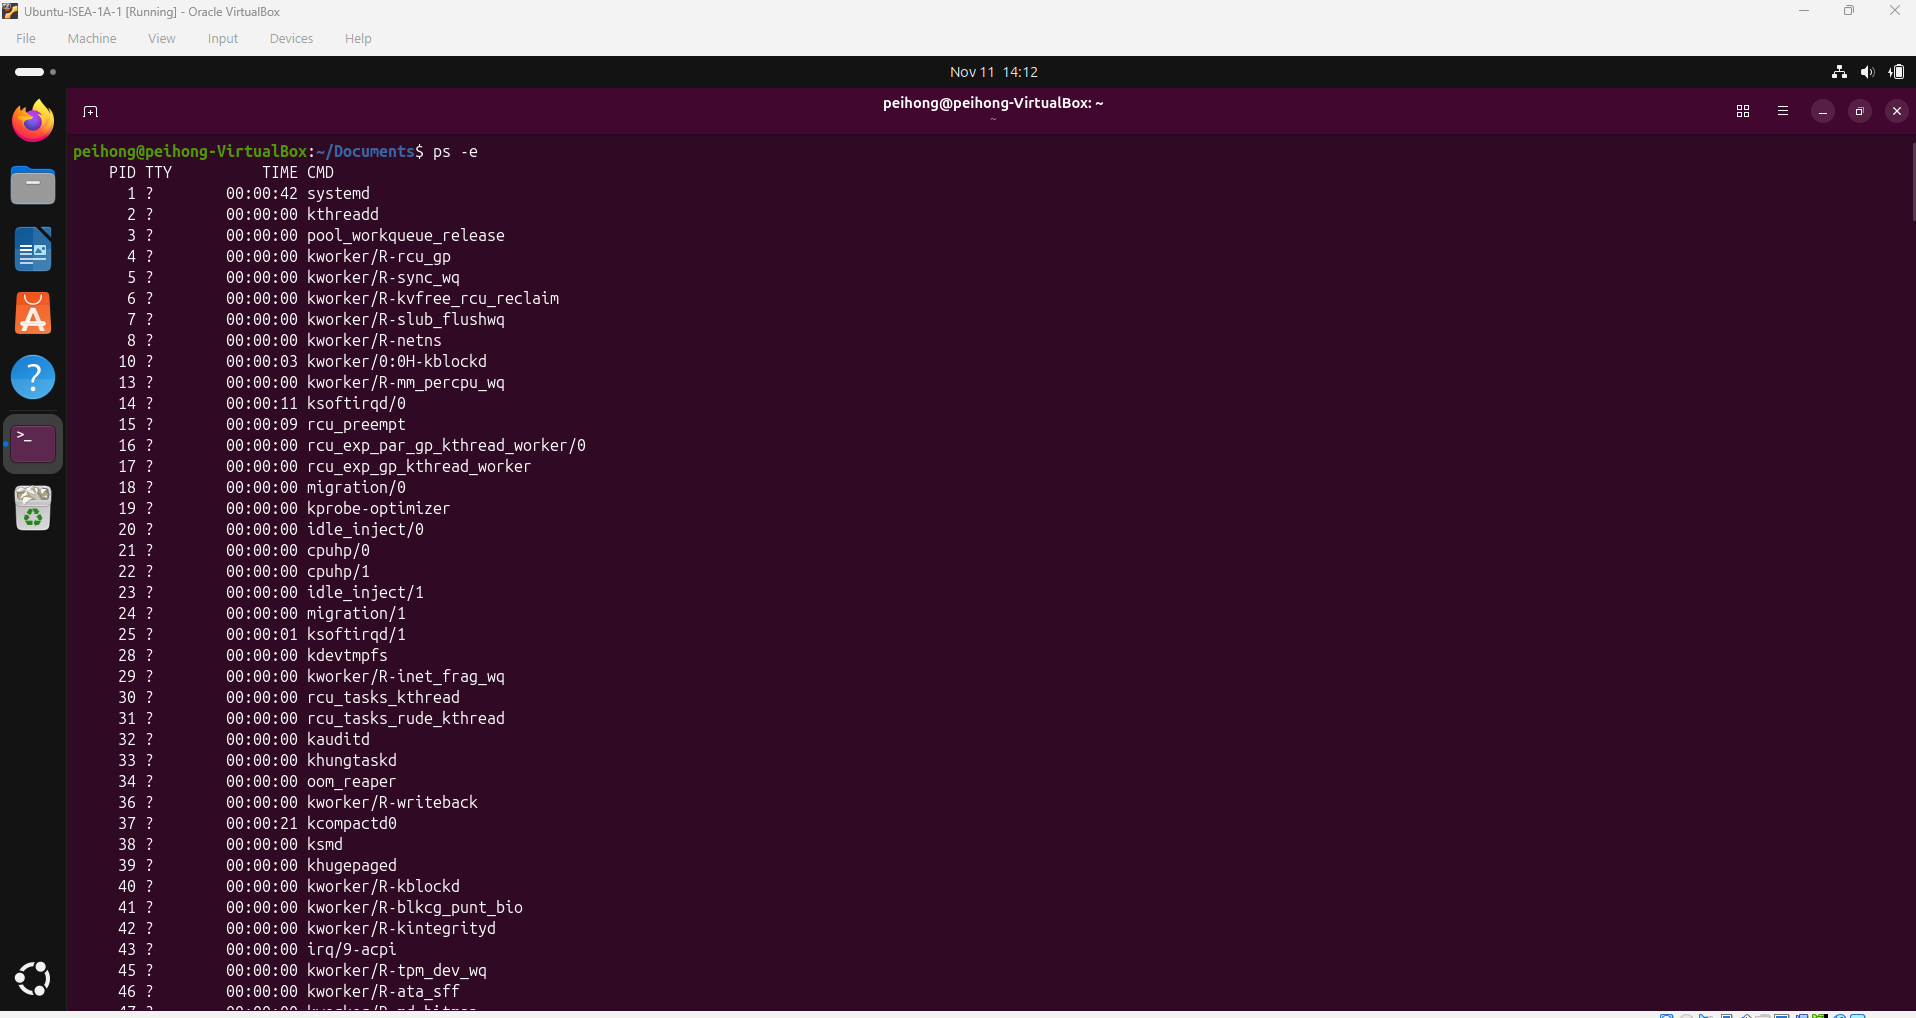 Ubuntu-ISEA-1A-1 [Running] - Oracle VirtualBox
File Machine View Input Devices Help
Nov 11 14:12
peihong@peihong-VirtualBox: ~
~
peihong@peihong-VirtualBox:~/Documents$ ps -e
PID TTY TIME CMD
1 ? 00:00:42 systemd
2 ? 00:00:00 kthreadd
3 ? 00:00:00 pool_workqueue_release
4 ? 00:00:00 kworker/R-rcu_gp
5 ? 00:00:00 kworker/R-sync_wq
6 ? 00:00:00 kworker/R-kvfree_rcu_reclaim
7 ? 00:00:00 kworker/R-slub_flushwq
8 ? 00:00:00 kworker/R-netns
10 ? 00:00:03 kworker/0:0H-kblockd
13 ? 00:00:00 kworker/R-mm_percpu_wq
14 ? 00:00:11 ksoftirqd/0
15 ? 00:00:09 rcu_preempt
16 ? 00:00:00 rcu_exp_par_gp_kthread_worker/0
17 ? 00:00:00 rcu_exp_gp_kthread_worker
18 ? 00:00:00 migration/0
19 ? 00:00:00 kprobe-optimizer
20 ? 00:00:00 idle_inject/0
21 ? 00:00:00 cpuhp/0
22 ? 00:00:00 cpuhp/1
23 ? 00:00:00 idle_inject/1
24 ? 00:00:00 migration/1
25 ? 00:00:01 ksoftirqd/1
28 ? 00:00:00 kdevtmpfs
29 ? 00:00:00 kworker/R-inet_frag_wq
30 ? 00:00:00 rcu_tasks_kthread
31 ? 00:00:00 rcu_tasks_rude_kthread
32 ? 00:00:00 kauditd
33 ? 00:00:00 khungtaskd
34 ? 00:00:00 oom_reaper
36 ? 00:00:00 kworker/R-writeback
37 ? 00:00:21 kcompactd0
38 ? 00:00:00 ksmd
39 ? 00:00:00 khugepaged
40 ? 00:00:00 kworker/R-kblockd
41 ? 00:00:00 kworker/R-blkcg_punt_bio
42 ? 00:00:00 kworker/R-kintegrityd
43 ? 00:00:00 irq/9-acpi
45 ? 00:00:00 kworker/R-tpm_dev_wq
46 ? 00:00:00 kworker/R-ata_sff